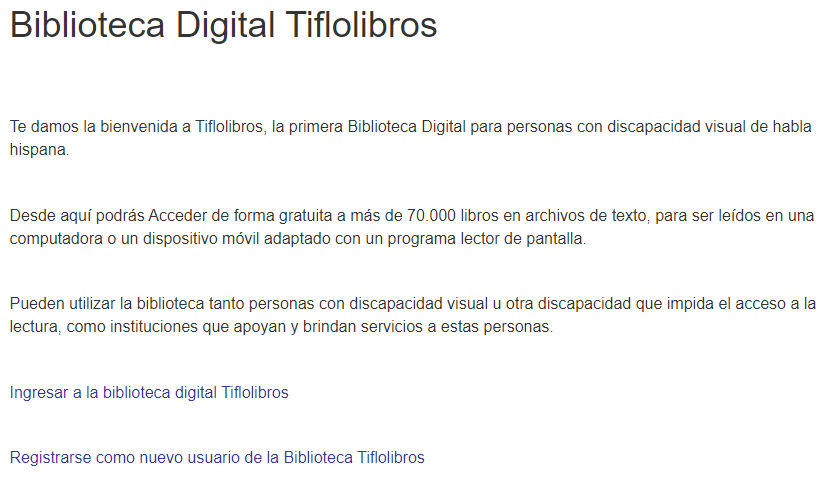 Biblioteca Digital Tiflolibros
Te damos la bienvenida a Tiflolibros, la primera Biblioteca Digital para personas con discapacidad visual de habla
hispana.
Desde aquí podrás Acceder de forma gratuita a más de 70.000 libros en archivos de texto, para ser leídos en una
computadora o un dispositivo móvil adaptado con un programa lector de pantalla.
Pueden utilizar la biblioteca tanto personas con discapacidad visual u otra discapacidad que impida el acceso a la
lectura, como instituciones que apoyan y brindan servicios a estas personas.
Ingresar a la biblioteca digital Tiflolibros
Registrarse como nuevo usuario de la Biblioteca Tiflolibros